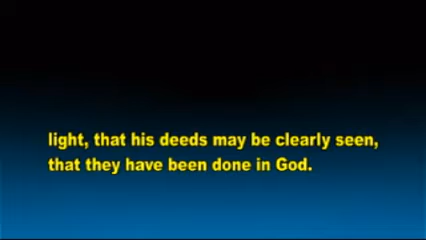 light, that his deeds may be clearly seen,
that they have been done in God.